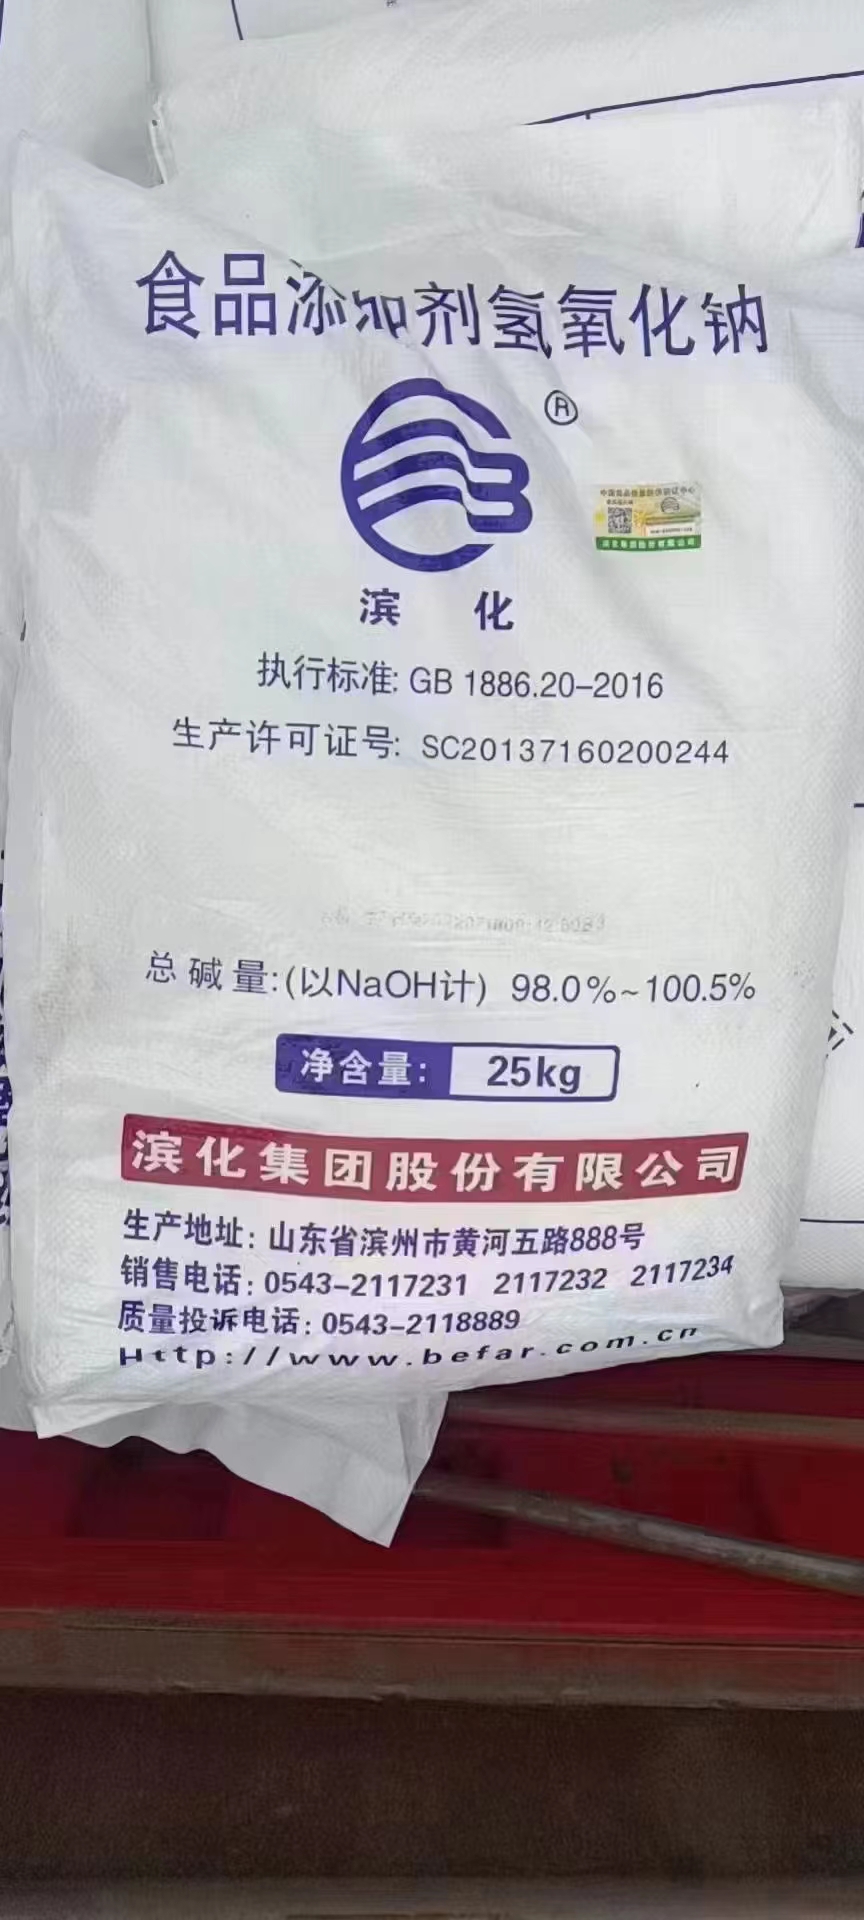 食品添加剂氢氧化钠
®
滨化
执行标准: GB 1886.20-2016
生产许可证号: SC20137160200244
总碱量:(以NaOH计) 98.0%~100.5%
净含量: 25kg
滨化集团股份有限公司
生产地址: 山东省滨州市黄河五路888号
销售电话: 0543-2117231 2117232 2117234
质量投诉电话: 0543-2118889
Http://www.befar.com.cn